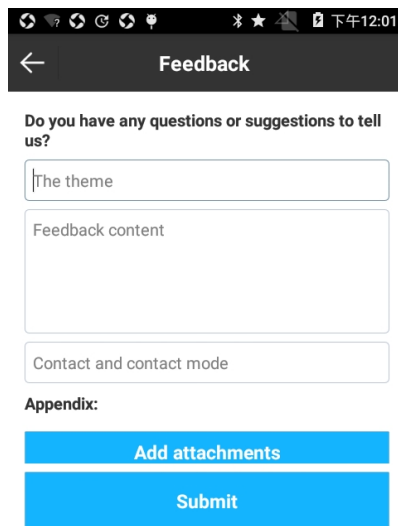 下午12:01
Feedback
Do you have any questions or suggestions to tell
us?
The theme
Feedback content
Contact and contact mode
Appendix:
Add attachments
Submit